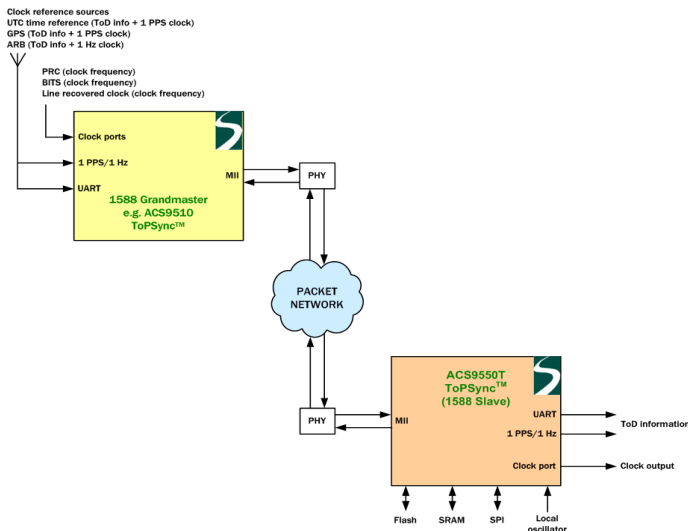 Clock reference sources
UTC time reference (ToD info + 1 PPS clock)
GPS (ToD info + 1 PPS clock)
ARB (ToD info + 1 Hz clock)
PRC (clock frequency)
BITS (clock frequency)
Line recovered clock (clock frequency)
Clock ports
1 PPS/1 Hz
MII
UART
1588 Grandmaster
e.g. ACS9510
ToPSync™
PHY
PACKET
NETWORK
ACS9550T
ToPSync™
(1588 Slave)
PHY
MII
UART
1 PPS/1 Hz
ToD information
Clock port
Clock output
Flash
SRAM
SPI
Local
oscillator